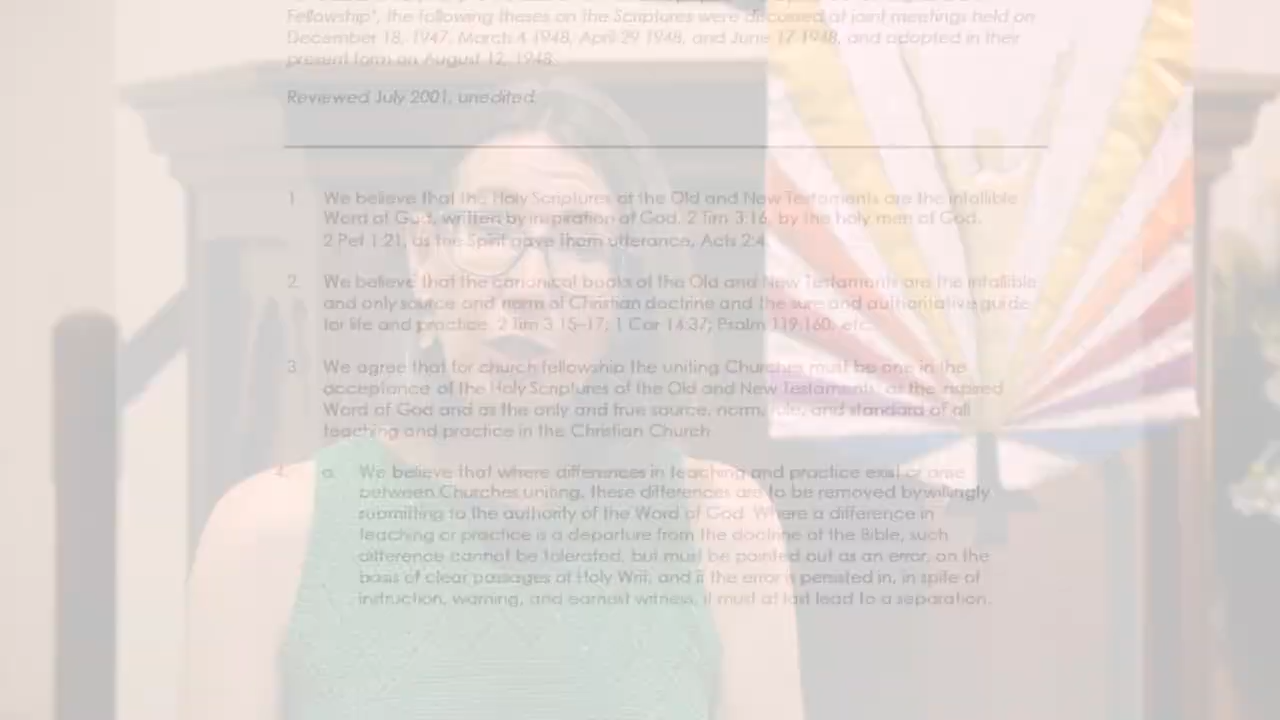 Fellowship', the following theses on the Scriptures were discussed at joint meetings held on
December 18, 1947, March 4 1948, April 29 1948, and June 17 1948, and adopted in their
present form on August 12, 1948.
Reviewed July 2001, unedited.
1 We believe that the Holy Scriptures of the Old and New Testaments are the infallible
Word of God, written by inspiration of God, 2 Tim 3:16, by the holy men of God,
2 Pet 1:21, as the Spirit gave them utterance, Acts 2:4.
2. We believe that the canonical books of the Old and New Testaments are the infallible
and only source and norm of Christian doctrine and the sure and authoritative guide
for life and practice. 2 Tim 3:15–17; 1 Cor 14:37; Psalm 119:160, etc.
3. We agree that for church fellowship the uniting Churches must be one in the
acceptance of the Holy Scriptures of the Old and New Testaments as the inspired
Word of God and as the only and true source, norm, rule, and standard of all
teaching and practice in the Christian Church.
4. a. We believe that where differences in teaching and practice exist or arise
between Churches uniting, these differences are to be removed by willingly
submitting to the authority of the Word of God. Where a difference in
teaching or practice is a departure from the doctrine of the Bible, such
difference cannot be tolerated, but must be pointed out as an error, on the
basis of clear passages of Holy Writ, and if the error is persisted in, in spite of
instruction, warning, and earnest witness, it must at last lead to a separation.